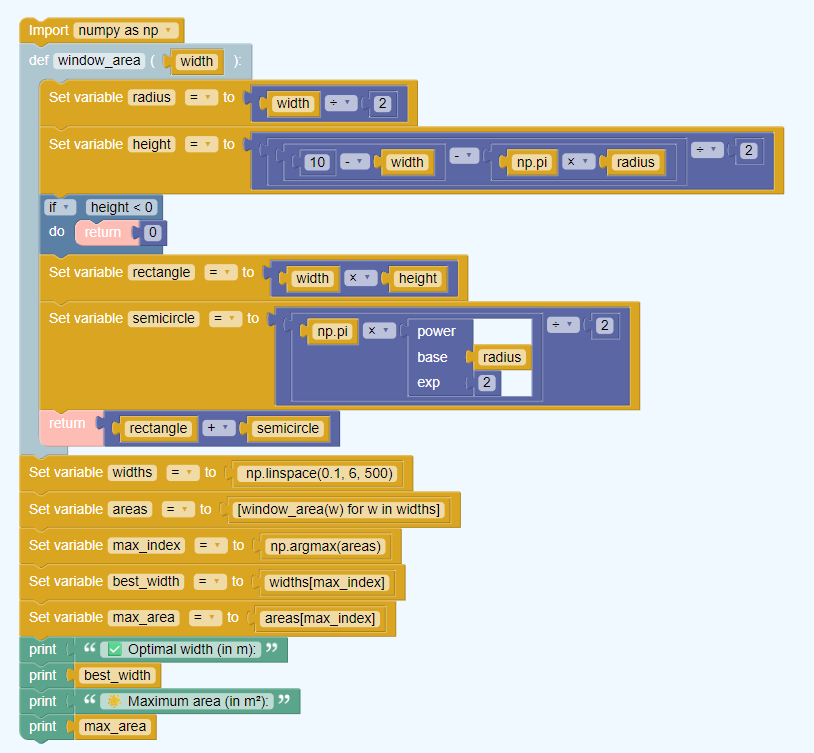 Import numpy as np
def window_area ( width ):
Set variable radius = to width ÷ 2
Set variable height = to 10 - width - np.pi × radius ÷ 2
if height < 0
do return 0
Set variable rectangle = to width × height
Set variable semicircle = to np.pi × power ÷ 2
base radius
exp 2
return rectangle + semicircle
Set variable widths = to np.linspace(0.1, 6, 500)
Set variable areas = to [window_area(w) for w in widths]
Set variable max_index = to np.argmax(areas)
Set variable best_width = to widths[max_index]
Set variable max_area = to areas[max_index]
print “ ✅ Optimal width (in m): ”
print best_width
print “ ☀️ Maximum area (in m²): ”
print max_area